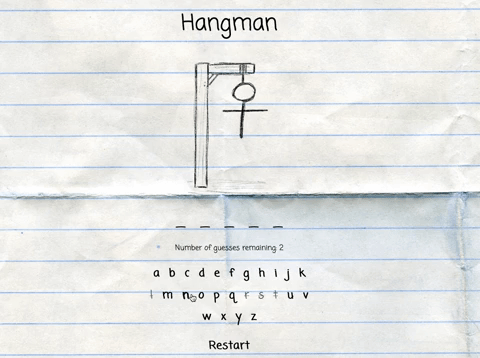 Hangman
_ _ _ _ _
Number of guesses remaining: 2
a b c d e f g h i j k
l m n o p q r s t u v
w x y z
Restart